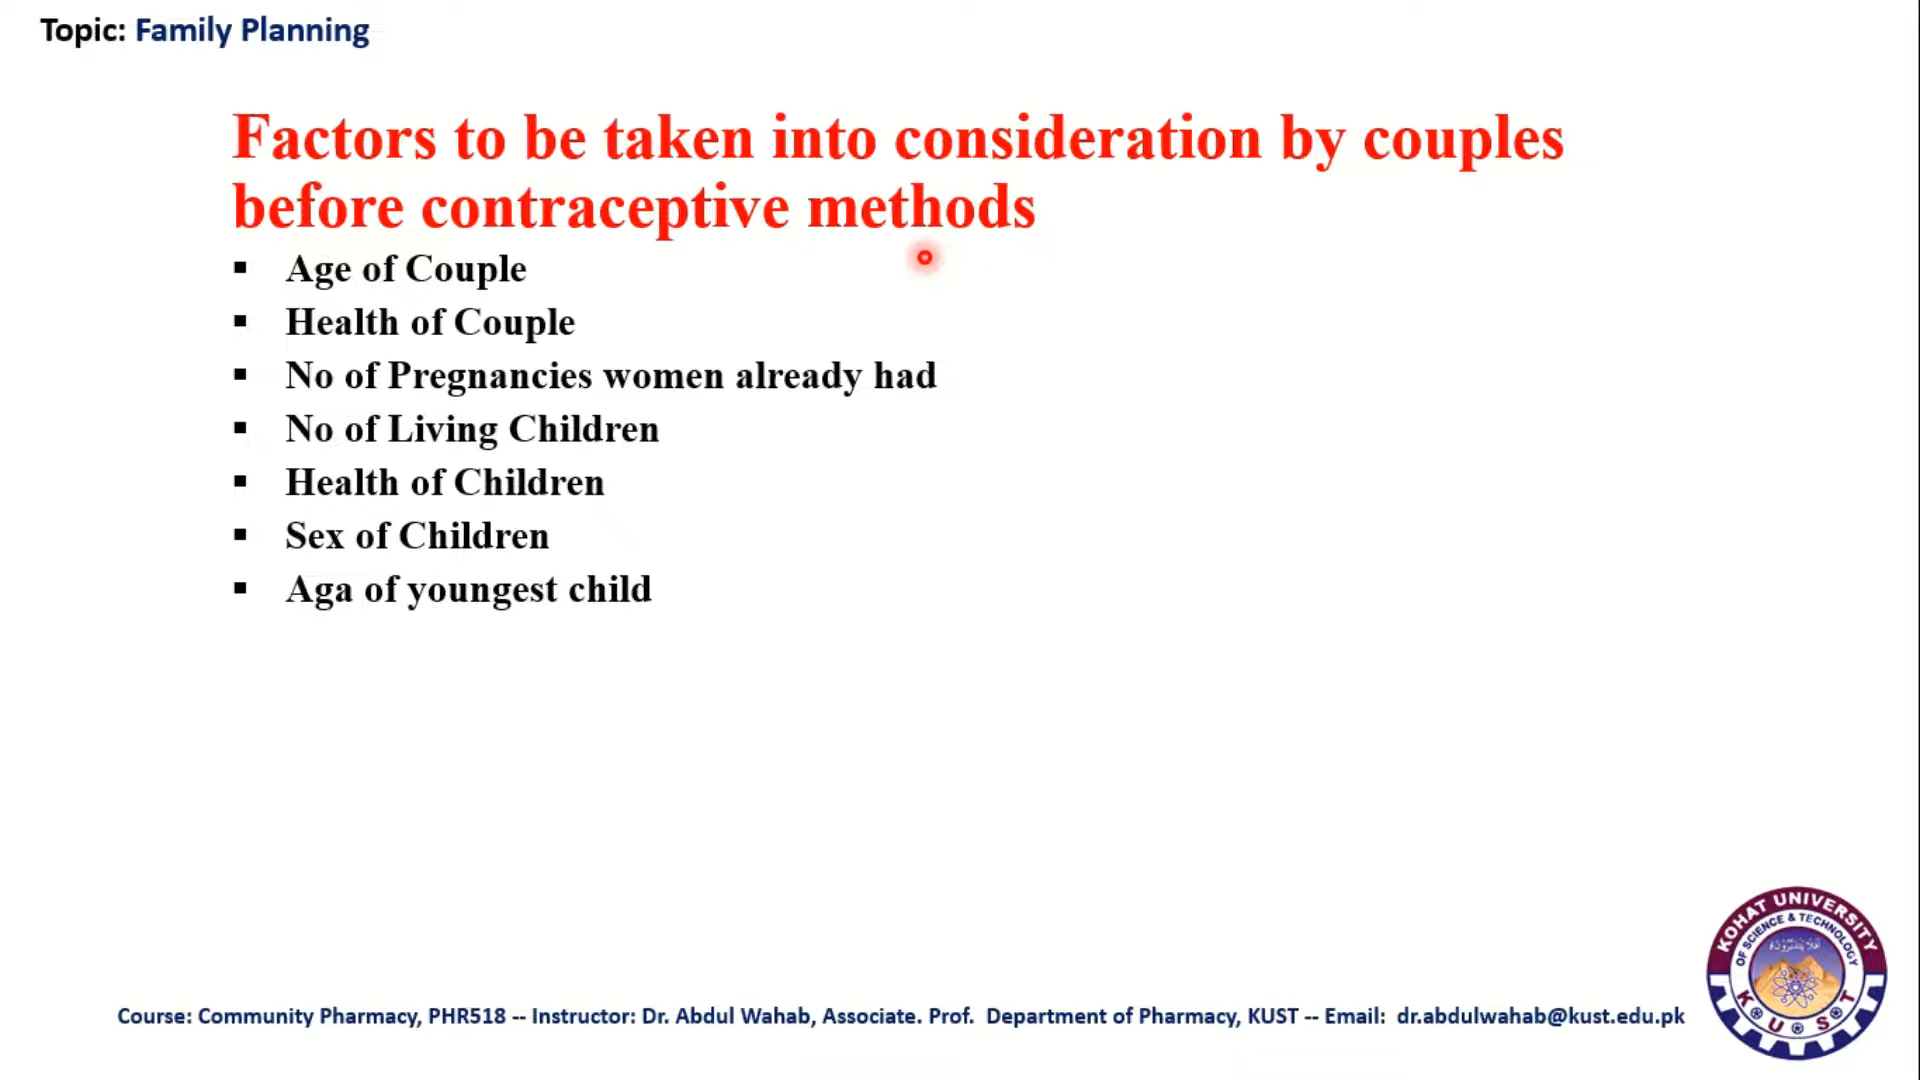 Topic: Family Planning
Factors to be taken into consideration by couples
before contraceptive methods
▪ Age of Couple
▪ Health of Couple
▪ No of Pregnancies women already had
▪ No of Living Children
▪ Health of Children
▪ Sex of Children
▪ Aga of youngest child
KOHAT UNIVERSITY
OF SCIENCE & TECHNOLOGY
K U S T
Course: Community Pharmacy, PHR518 -- Instructor: Dr. Abdul Wahab, Associate. Prof. Department of Pharmacy, KUST -- Email: dr.abdulwahab@kust.edu.pk